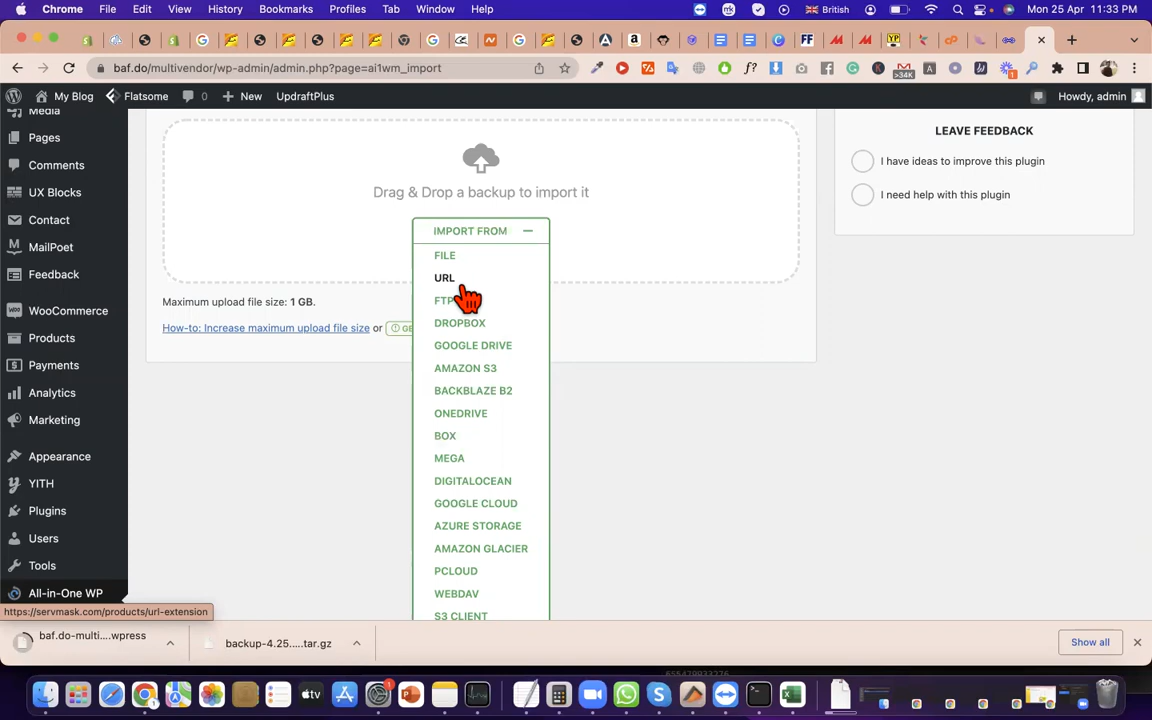 Chrome File Edit View History Bookmarks Profiles Tab Window Help British Mon 25 Apr 11:33 PM
baf.do/multivendor/wp-admin/admin.php?page=ai1wm_import >34K
My Blog Flatsome 0 New UpdraftPlus Howdy, admin
Media
Pages
Comments
UX Blocks
Contact
MailPoet
Feedback
WooCommerce
Products
Payments
Analytics
Marketing
Appearance
YITH
Plugins
Users
Tools
All-in-One WP
Drag & Drop a backup to import it
IMPORT FROM
FILE
URL
FTP
DROPBOX
GOOGLE DRIVE
AMAZON S3
BACKBLAZE B2
ONEDRIVE
BOX
MEGA
DIGITALOCEAN
GOOGLE CLOUD
AZURE STORAGE
AMAZON GLACIER
PCLOUD
WEBDAV
S3 CLIENT
Maximum upload file size: 1 GB.
How-to: Increase maximum upload file size or
LEAVE FEEDBACK
I have ideas to improve this plugin
I need help with this plugin
https://servmask.com/products/url-extension
baf.do-multi....wpress
backup-4.25.....tar.gz
Show all